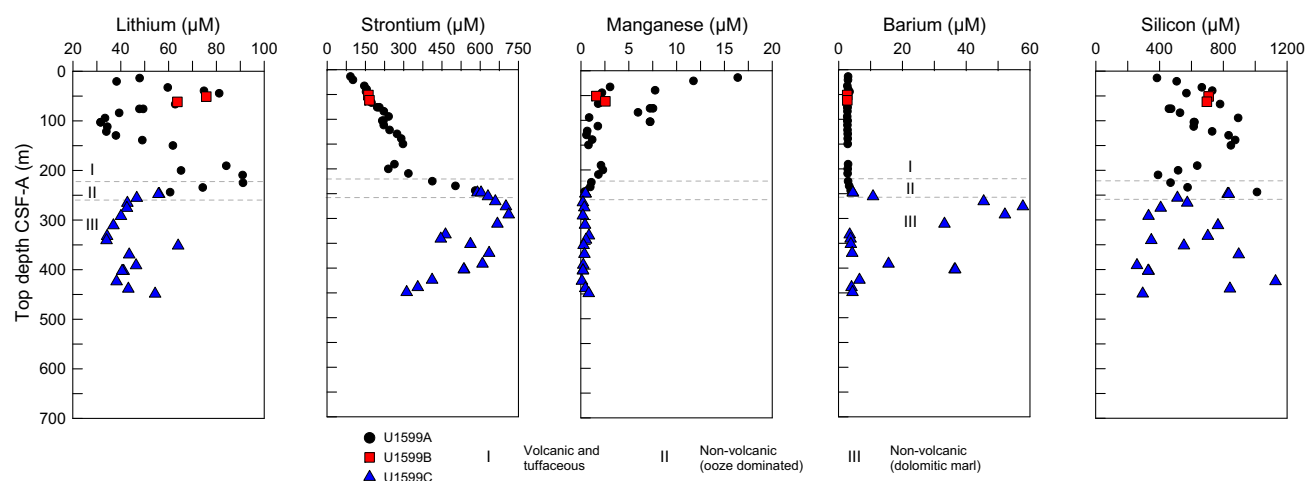 Lithium (µM)
Strontium (µM)
Manganese (µM)
Barium (µM)
Silicon (µM)
20 40 60 80 100
0 150 300 450 600 750
0 5 10 15 20
0 20 40 60
0 400 800 1200
Top depth CSF-A (m)
0
100
200
300
400
500
600
700
I
II
III
I
II
III
U1599A
U1599B
U1599C
I
Volcanic and
tuffaceous
II
Non-volcanic
(ooze dominated)
III
Non-volcanic
(dolomitic marl)